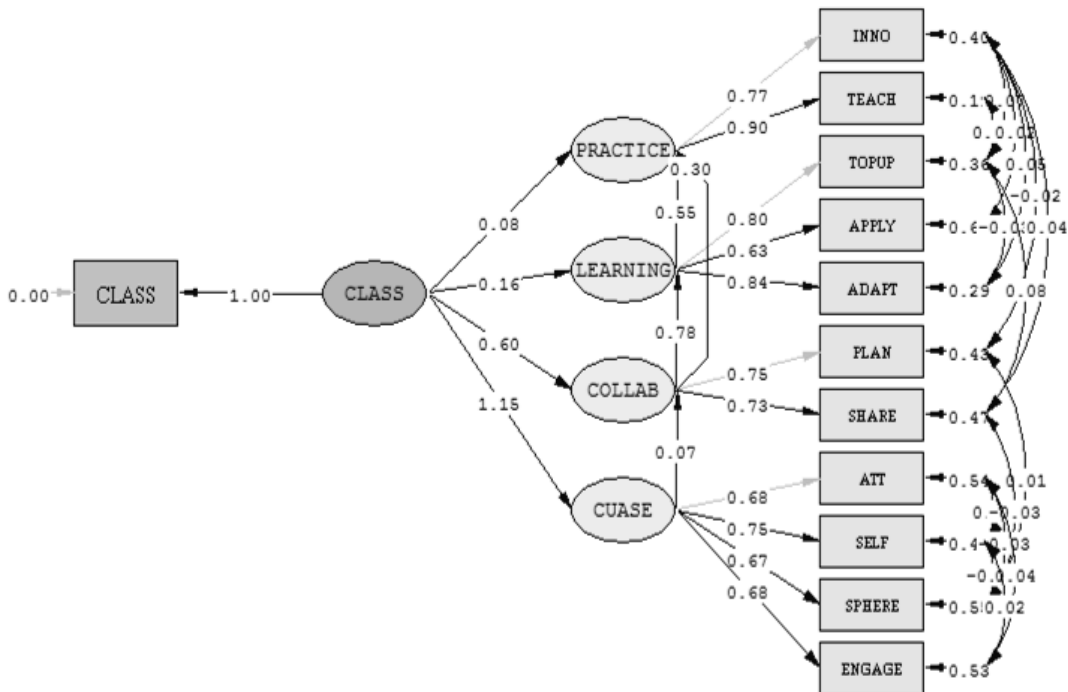 INNO 0.40
0.77
TEACH
0.90
PRACTICE
0.30
TOPUP 0.36
0.05
-0.02
0.55
0.80
0.08
APPLY
0.63
0.04
LEARNING
0.16
0.84
ADAPT 0.29
0.08
0.00 CLASS 1.00 CLASS
0.60
0.78
PLAN 0.43
0.75
COLLAB
0.73
SHARE 0.47
1.15
0.07
ATT 0.54
0.01
0.68
CUASE
0.75
SELF
0.67
0.04
0.68
SPHERE
0.02
ENGAGE 0.53